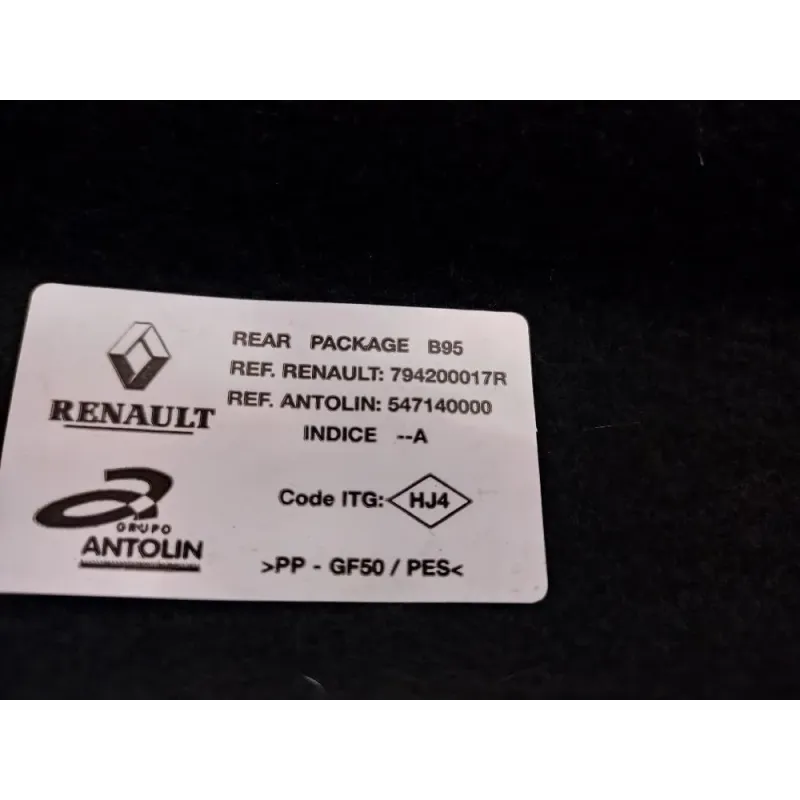 REAR PACKAGE B95
REF. RENAULT: 794200017R
REF. ANTOLIN: 547140000
INDICE --A
RENAULT
Code ITG: HJ4
GRUPO
ANTOLIN
>PP - GF50 / PES<